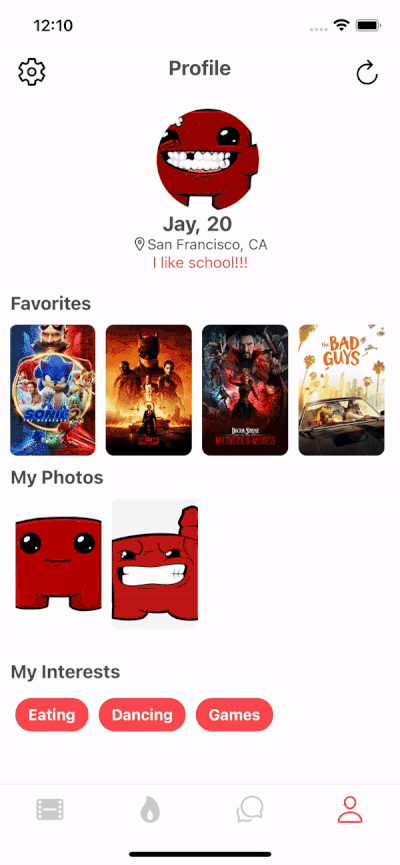 12:10
Profile
Jay, 20
San Francisco, CA
I like school!!!
Favorites
SONIC 2
THE BAD GUYS
DOCTOR STRANGE
MULTIVERSE OF MADNESS
My Photos
My Interests
Eating
Dancing
Games